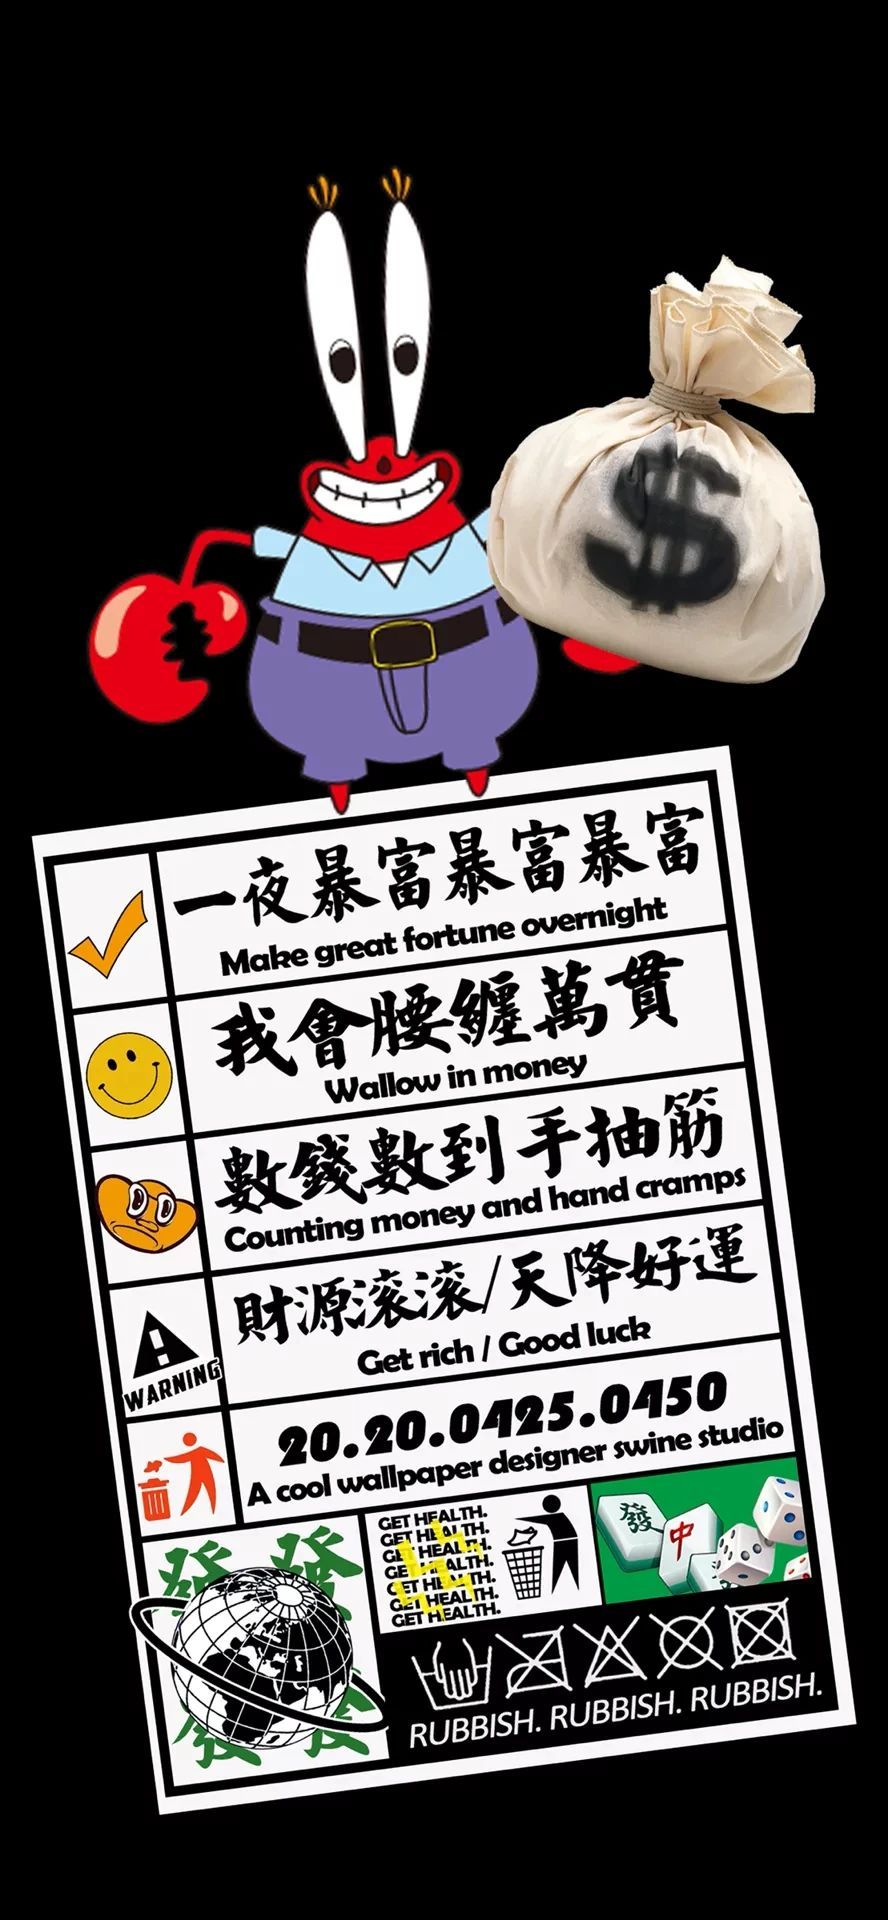 $
一夜暴富暴富暴富
Make great fortune overnight
我會腰纏萬貫
Wallow in money
數錢數到手抽筋
Counting money and hand cramps
財源滾滾/天降好運
Get rich / Good luck
WARNING
20.20.0425.0450
A cool wallpaper designer swine studio
發發
發發
GET HEALTH.
GET HEALTH.
GET HEALTH.
GET HEALTH.
GET HEALTH.
GET HEALTH.
GET HEALTH.
發
中
RUBBISH. RUBBISH. RUBBISH.